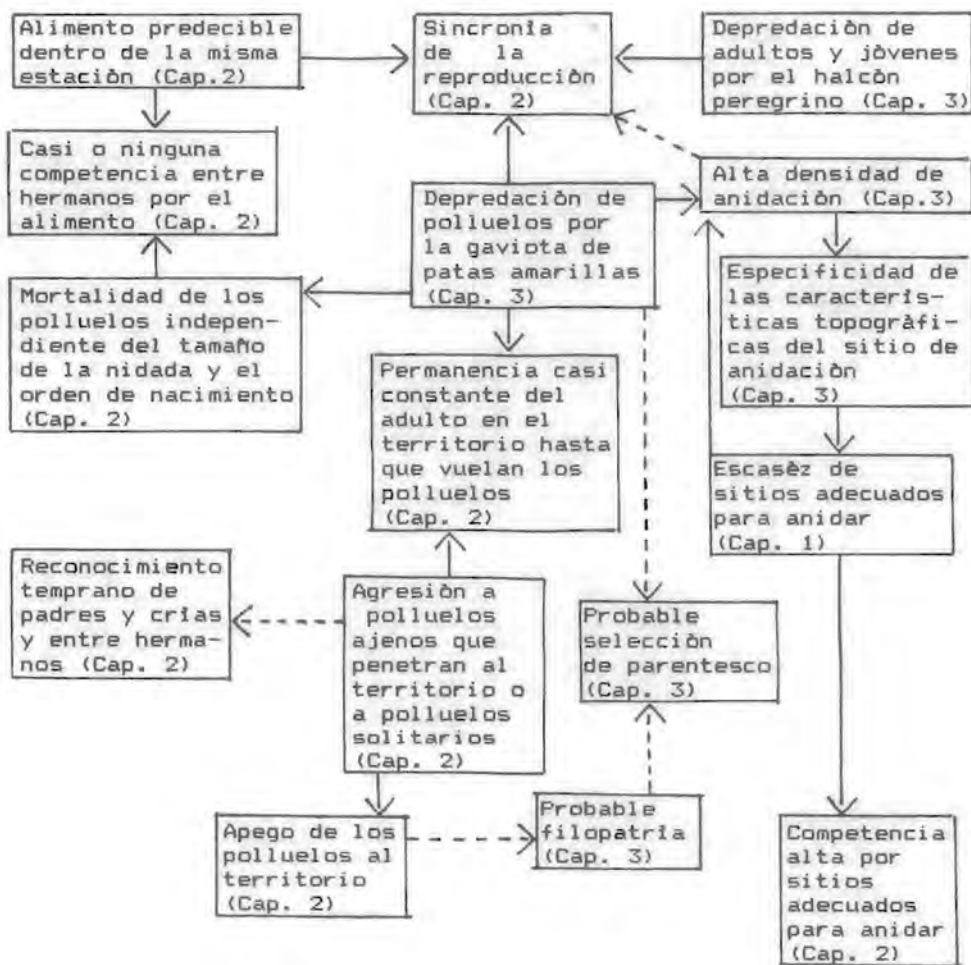 Alimento predecible
dentro de la misma
estaciòn (Cap.2)
Sincronìa
de la
reproducciòn
(Cap. 2)
Depredaciòn de
adultos y jòvenes
por el halcòn
peregrino (Cap. 3)
Casi o ninguna
competencia entre
hermanos por el
alimento (Cap. 2)
Depredaciòn de
polluelos por
la gaviota de
patas amarillas
(Cap. 3)
Alta densidad de
anidaciòn (Cap.3)
Mortalidad de los
polluelos indepen-
diente del tamaño
de la nidada y el
orden de nacimiento
(Cap. 2)
Especificidad de
las caracterìs-
ticas topogràfi-
cas del sitio de
anidaciòn
(Cap. 3)
Permanencia casi
constante del
adulto en el
territorio hasta
que vuelan los
polluelos
(Cap. 2)
Escasèz de
sitios adecuados
para anidar
(Cap. 1)
Reconocimiento
temprano de
padres y crìas
y entre herma-
nos (Cap. 2)
Agresiòn a
polluelos
ajenos que
penetran al
territorio o
a polluelos
solitarios
(Cap. 2)
Probable
selecciòn
de parentesco
(Cap. 3)
Apego de los
polluelos al
territorio
(Cap. 2)
Probable
filopatrìa
(Cap. 3)
Competencia
alta por
sitios
adecuados
para anidar
(Cap. 2)